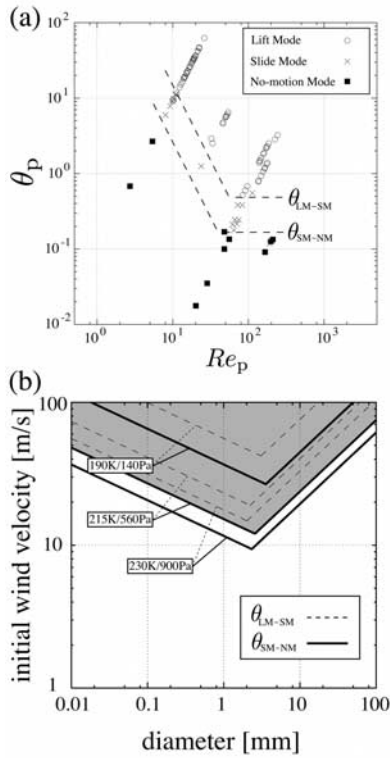 (a)
10²
10¹
10⁰
10⁻¹
10⁻²
θp
Lift Mode
Slide Mode
No-motion Mode
θLM-SM
θSM-NM
10⁰ 10¹ 10² 10³
Rep
(b)
100
10
1
initial wind velocity [m/s]
190K/140Pa
215K/560Pa
230K/900Pa
θLM-SM
θSM-NM
0.01 0.1 1 10 100
diameter [mm]